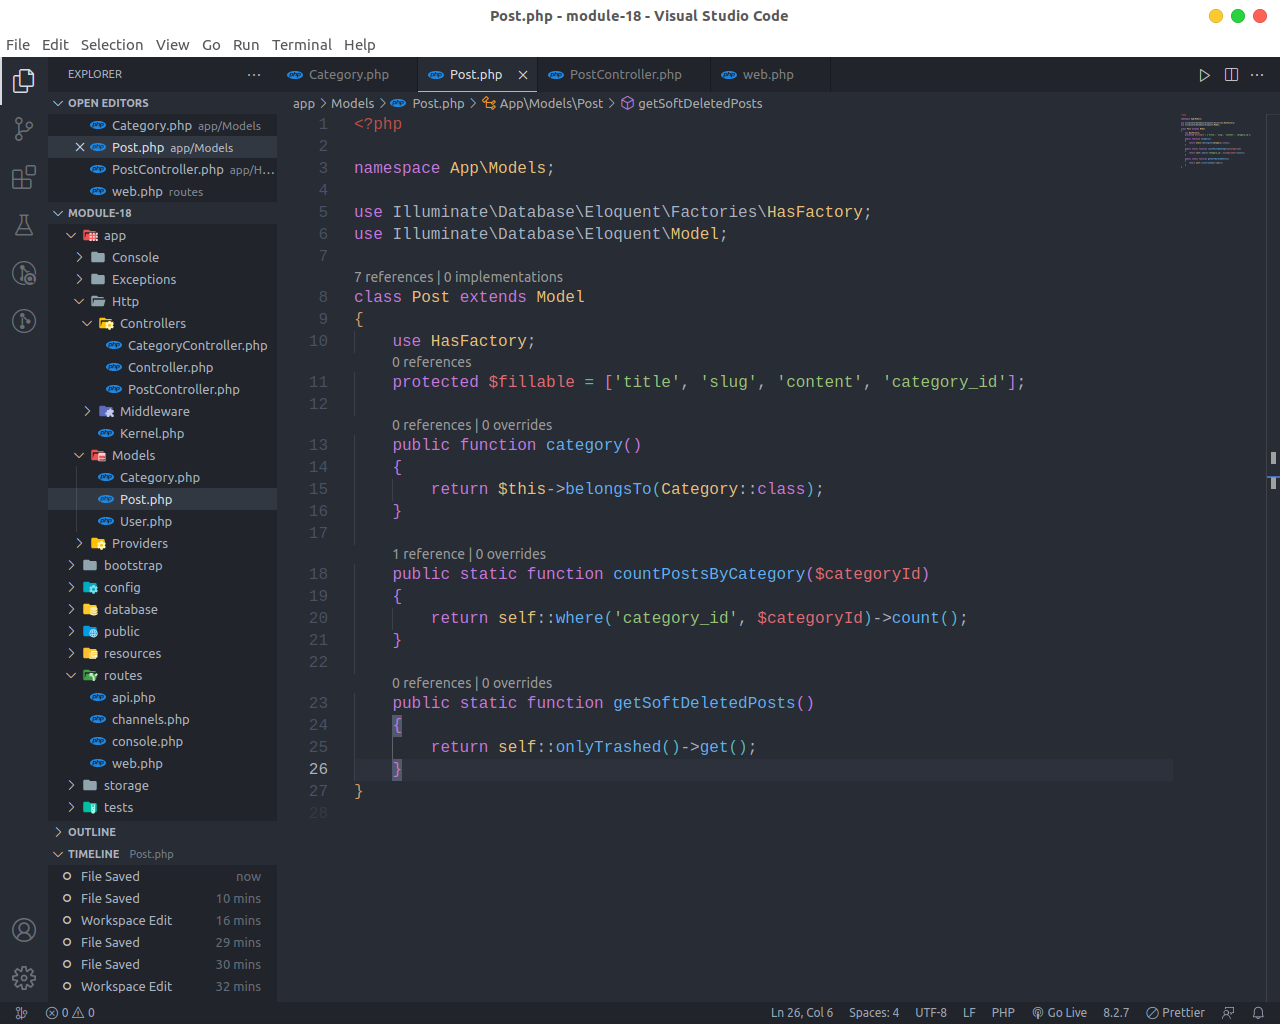 Post.php - module-18 - Visual Studio Code
File Edit Selection View Go Run Terminal Help
EXPLORER
Category.php
Post.php
PostController.php
web.php
OPEN EDITORS
Category.php app/Models
Post.php app/Models
PostController.php app/H...
web.php routes
MODULE-18
app
Console
Exceptions
Http
Controllers
CategoryController.php
Controller.php
PostController.php
Middleware
Kernel.php
Models
Category.php
Post.php
User.php
Providers
bootstrap
config
database
public
resources
routes
api.php
channels.php
console.php
web.php
storage
tests
OUTLINE
TIMELINE Post.php
File Saved now
File Saved 10 mins
Workspace Edit 16 mins
File Saved 29 mins
File Saved 30 mins
Workspace Edit 32 mins
app > Models > Post.php > App\Models\Post > getSoftDeletedPosts
1 <?php
2
3 namespace App\Models;
4
5 use Illuminate\Database\Eloquent\Factories\HasFactory;
6 use Illuminate\Database\Eloquent\Model;
7
7 references | 0 implementations
8 class Post extends Model
9 {
10 use HasFactory;
0 references
11 protected $fillable = ['title', 'slug', 'content', 'category_id'];
12
0 references | 0 overrides
13 public function category()
14 {
15 return $this->belongsTo(Category::class);
16 }
17
1 reference | 0 overrides
18 public static function countPostsByCategory($categoryId)
19 {
20 return self::where('category_id', $categoryId)->count();
21 }
22
0 references | 0 overrides
23 public static function getSoftDeletedPosts()
24 {
25 return self::onlyTrashed()->get();
26 }
27 }
28
0 0
Ln 26, Col 6 Spaces: 4 UTF-8 LF PHP Go Live 8.2.7 Prettier